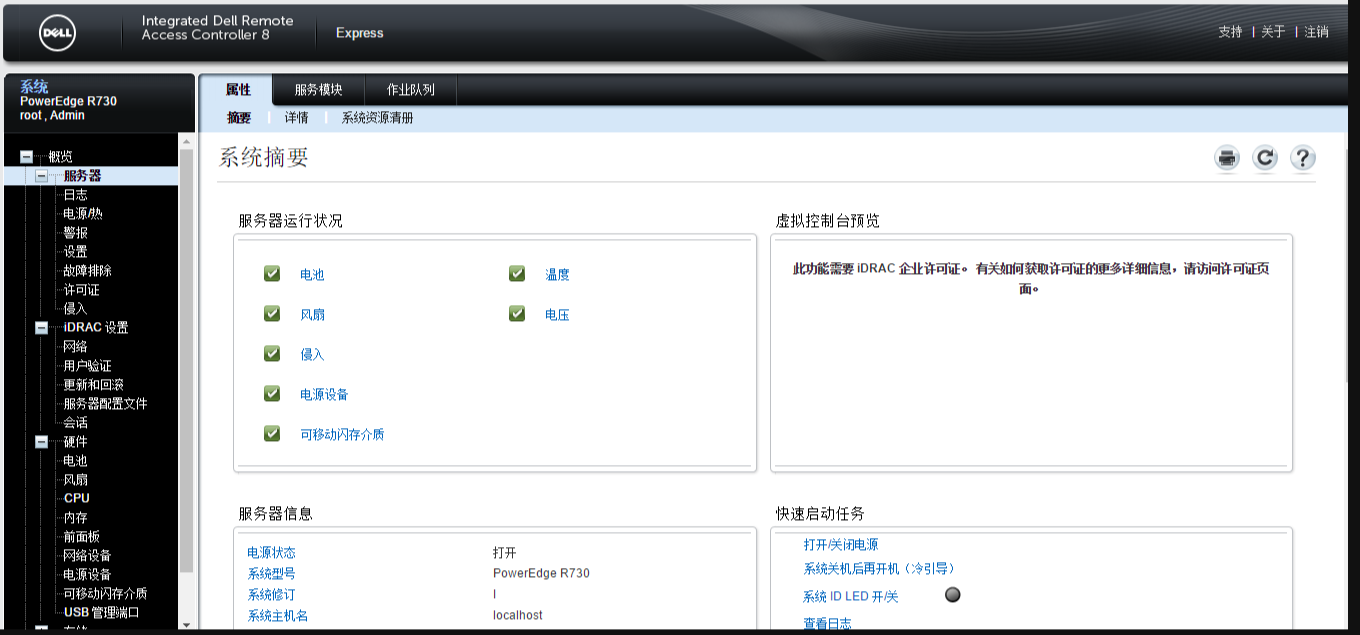 DELL
Integrated Dell Remote
Access Controller 8
Express
支持 | 关于 | 注销
系统
PowerEdge R730
root , Admin
属性
服务模块
作业队列
摘要
详情
系统资源清册
概览
服务器
日志
电源/热
警报
设置
故障排除
许可证
侵入
iDRAC 设置
网络
用户验证
更新和回滚
服务器配置文件
会话
硬件
电池
风扇
CPU
内存
前面板
网络设备
电源设备
可移动闪存介质
USB 管理端口
系统摘要
服务器运行状况
电池
温度
风扇
电压
侵入
电源设备
可移动闪存介质
虚拟控制台预览
此功能需要 iDRAC 企业许可证。 有关如何获取许可证的更多详细信息，请访问许可证页
面。
服务器信息
电源状态 打开
系统型号 PowerEdge R730
系统修订 I
系统主机名 localhost
快速启动任务
打开/关闭电源
系统关机后再开机（冷引导）
系统 ID LED 开/关
查看日志